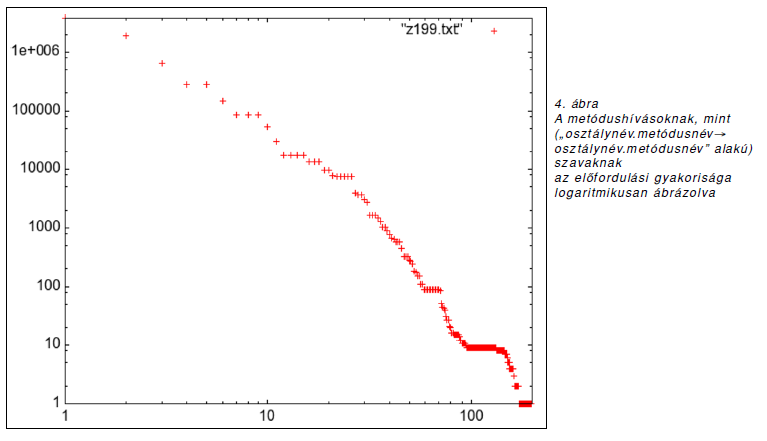 "z199.txt"
1e+006
100000
10000
1000
100
10
1
1 10 100
4. ábra
A metódushívásoknak, mint
(„osztálynév.metódusnév→
osztálynév.metódusnév” alakú)
szavaknak
az előfordulási gyakorisága
logaritmikusan ábrázolva